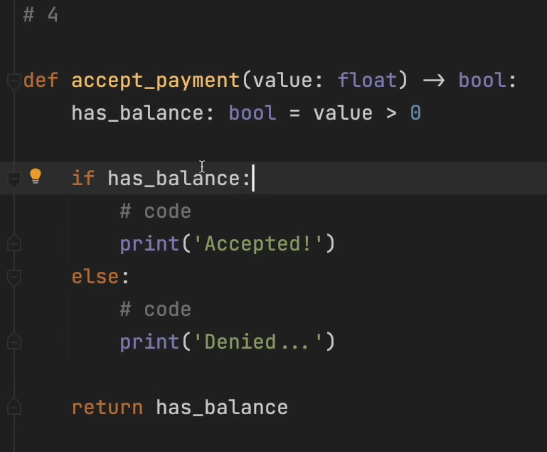 # 4
def accept_payment(value: float) -> bool:
    has_balance: bool = value > 0
    if has_balance:
        # code
        print('Accepted!')
    else:
        # code
        print('Denied...')
    return has_balance